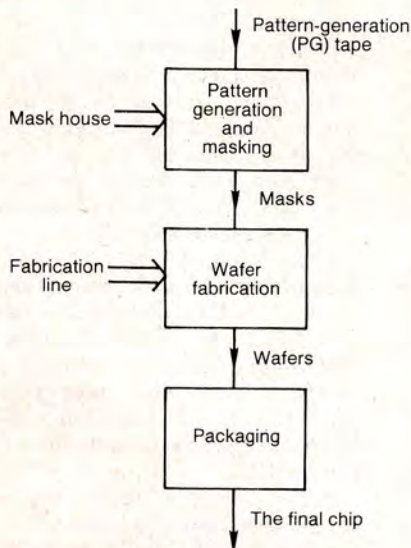 Pattern-generation
(PG) tape
Pattern
generation
and
masking
Mask house
Masks
Fabrication
line
Wafer
fabrication
Wafers
Packaging
The final chip